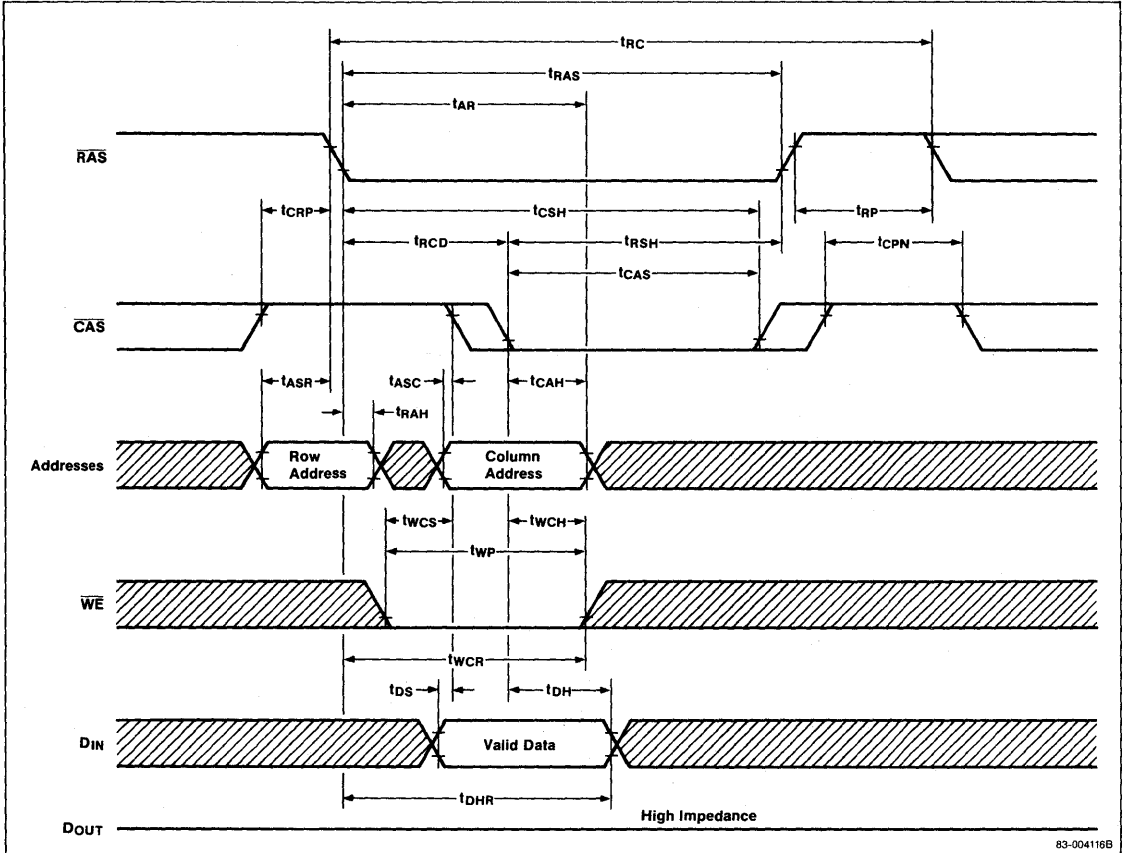 tRC
tRAS
tAR
RAS
tCRP
tCSH
tRP
tRCD
tRSH
tCPN
tCAS
CAS
tASR
tASC
tCAH
tRAH
Addresses
Row
Address
Column
Address
tWCS
tWCH
tWP
WE
tWCR
tDS
tDH
DIN
Valid Data
tDHR
High Impedance
DOUT
83-004116B